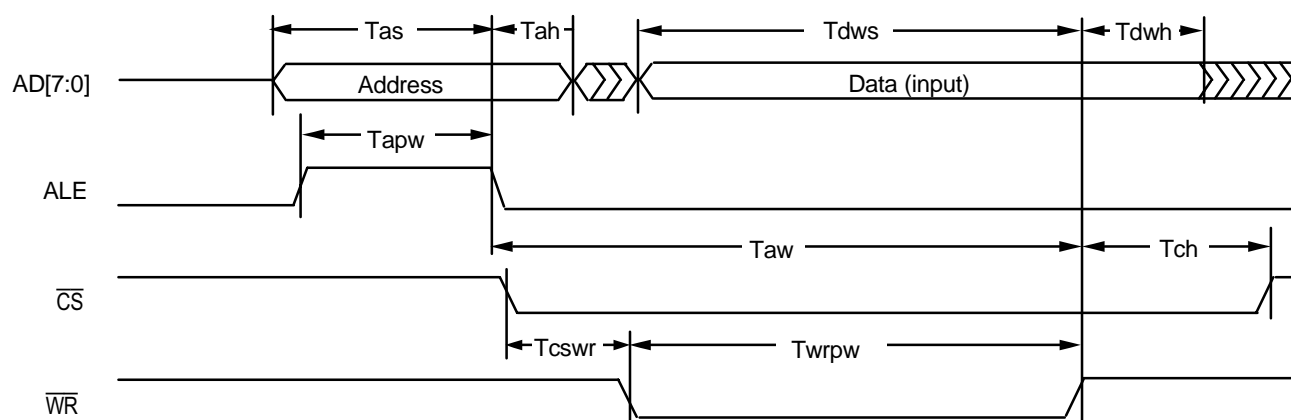 Tas Tah Tdws Tdwh
AD[7:0] Address Data (input)
Tapw
ALE
Taw Tch
CS
Tcswr Twrpw
WR